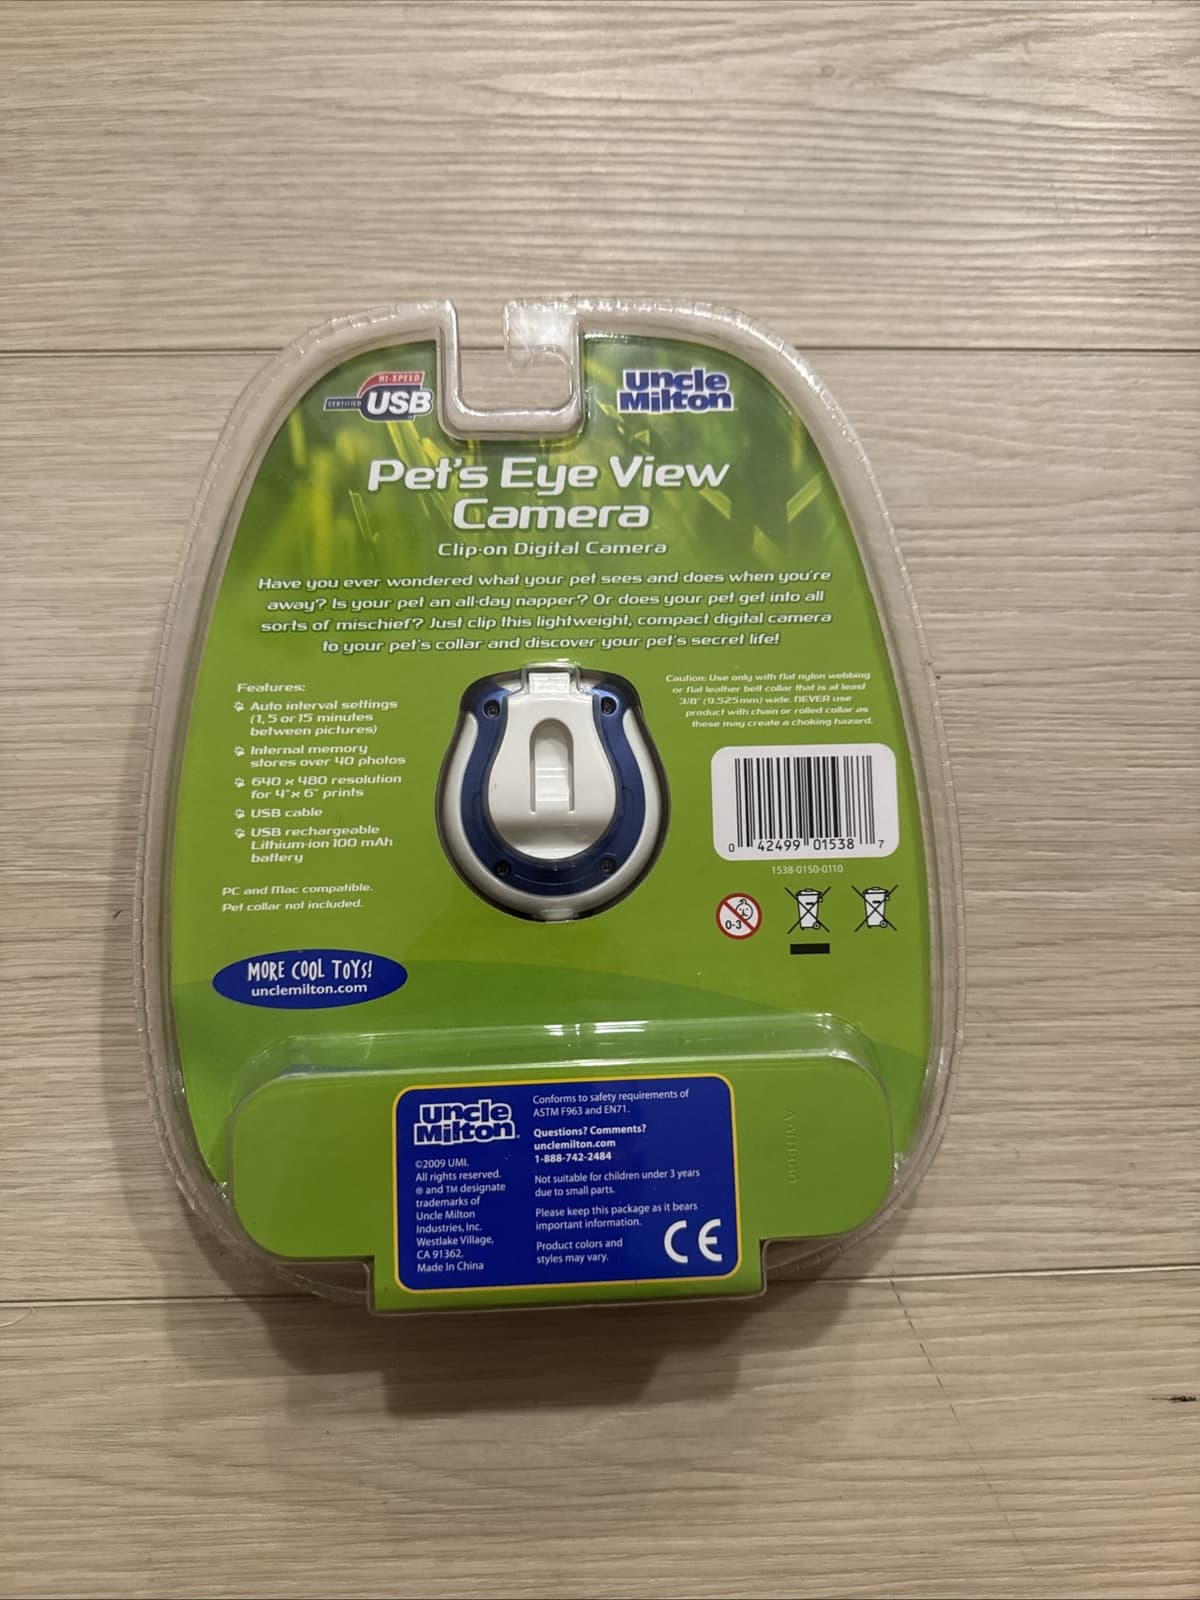 HI-SPEED
CERTIFIED USB
Uncle
Milton
Pet's Eye View
Camera
Clip-on Digital Camera
Have you ever wondered what your pet sees and does when you're
away? Is your pet an all-day napper? Or does your pet get into all
sorts of mischief? Just clip this lightweight, compact digital camera
to your pet's collar and discover your pet's secret life!
Features:
Auto interval settings
(1, 5 or 15 minutes
between pictures)
Internal memory
stores over 40 photos
640 x 480 resolution
for 4"x 6" prints
USB cable
USB rechargeable
Lithium-ion 100 mAh
battery
PC and Mac compatible.
Pet collar not included.
Caution: Use only with flat nylon webbing
or flat leather belt collar that is at least
3/8" (9.525mm) wide. NEVER use
product with chain or rolled collar as
these may create a choking hazard.
0 42499 01538 7
1538-0150-0110
0-3
MORE COOL TOYS!
unclemilton.com
Uncle
Milton
©2009 UMI.
All rights reserved.
® and TM designate
trademarks of
Uncle Milton
Industries, Inc.
Westlake Village,
CA 91362.
Made In China
Conforms to safety requirements of
ASTM F963 and EN71.
Questions? Comments?
unclemilton.com
1-888-742-2484
Not suitable for children under 3 years
due to small parts.
Please keep this package as it bears
important information.
Product colors and
styles may vary.
CE